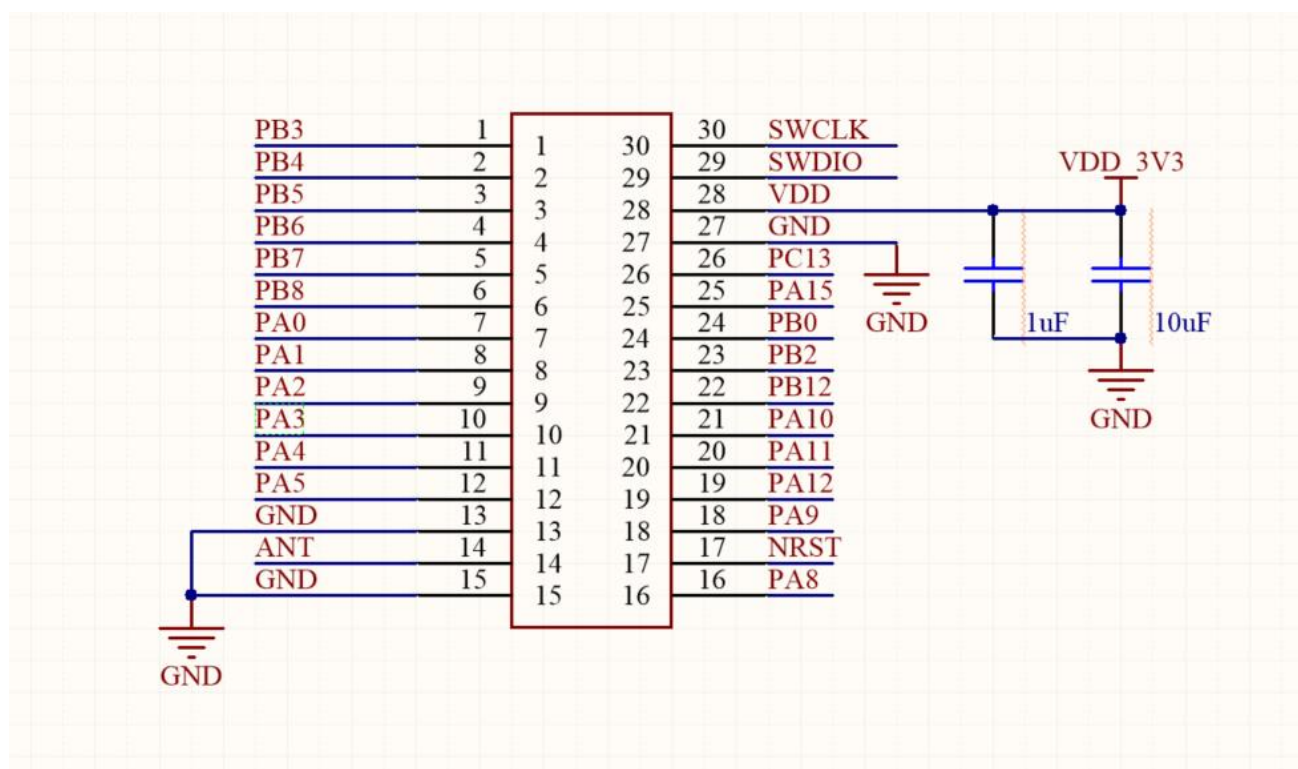 PB3 1 1 30 30 SWCLK
PB4 2 2 29 29 SWDIO VDD_3V3
PB5 3 3 28 28 VDD
PB6 4 4 27 27 GND
PB7 5 5 26 26 PC13
PB8 6 6 25 25 PA15
PA0 7 7 24 24 PB0 GND 1uF 10uF
PA1 8 8 23 23 PB2
PA2 9 9 22 22 PB12
PA3 10 10 21 21 PA10 GND
PA4 11 11 20 20 PA11
PA5 12 12 19 19 PA12
GND 13 13 18 18 PA9
ANT 14 14 17 17 NRST
GND 15 15 16 16 PA8
GND